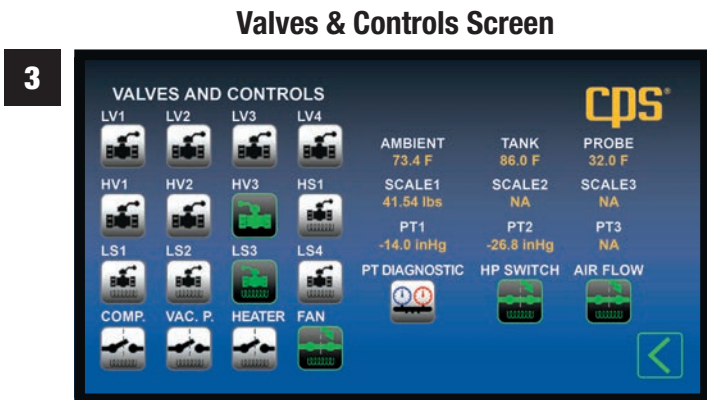 Valves & Controls Screen
3
VALVES AND CONTROLS
cps®
LV1 LV2 LV3 LV4
AMBIENT TANK PROBE
73.4 F 86.0 F 32.0 F
HV1 HV2 HV3 HS1
SCALE1 SCALE2 SCALE3
41.54 lbs NA NA
PT1 PT2 PT3
-14.0 inHg -26.8 inHg NA
LS1 LS2 LS3 LS4
PT DIAGNOSTIC HP SWITCH AIR FLOW
COMP. VAC. P. HEATER FAN